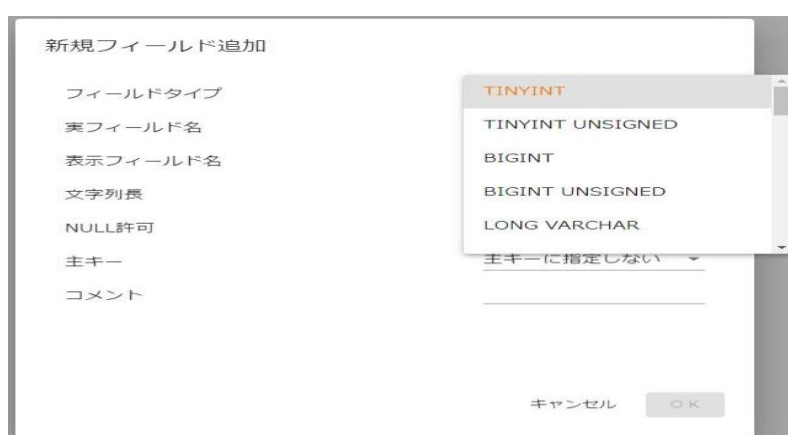 新規フィールド追加
フィールドタイプ
TINYINT
実フィールド名
TINYINT UNSIGNED
表示フィールド名
BIGINT
文字列長
BIGINT UNSIGNED
NULL許可
LONG VARCHAR
主キー
主キーに指定しない
コメント
キャンセル
OK